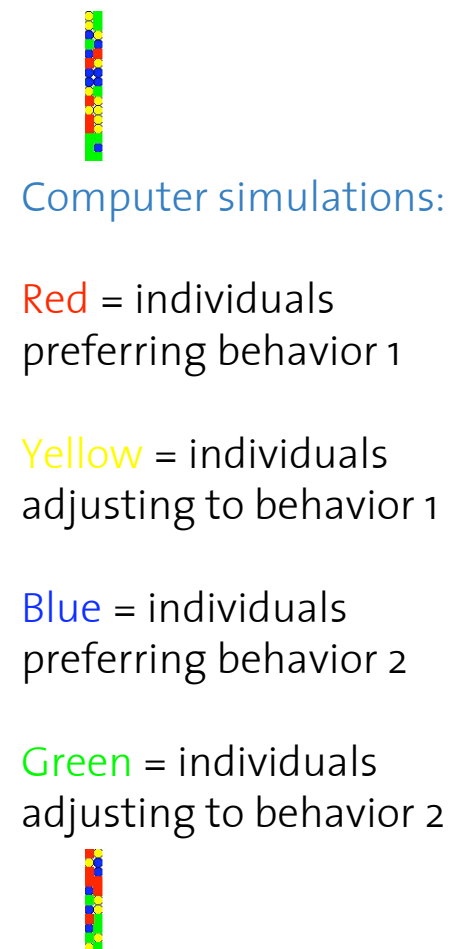 Computer simulations:
Red = individuals
preferring behavior 1
Yellow = individuals
adjusting to behavior 1
Blue = individuals
preferring behavior 2
Green = individuals
adjusting to behavior 2